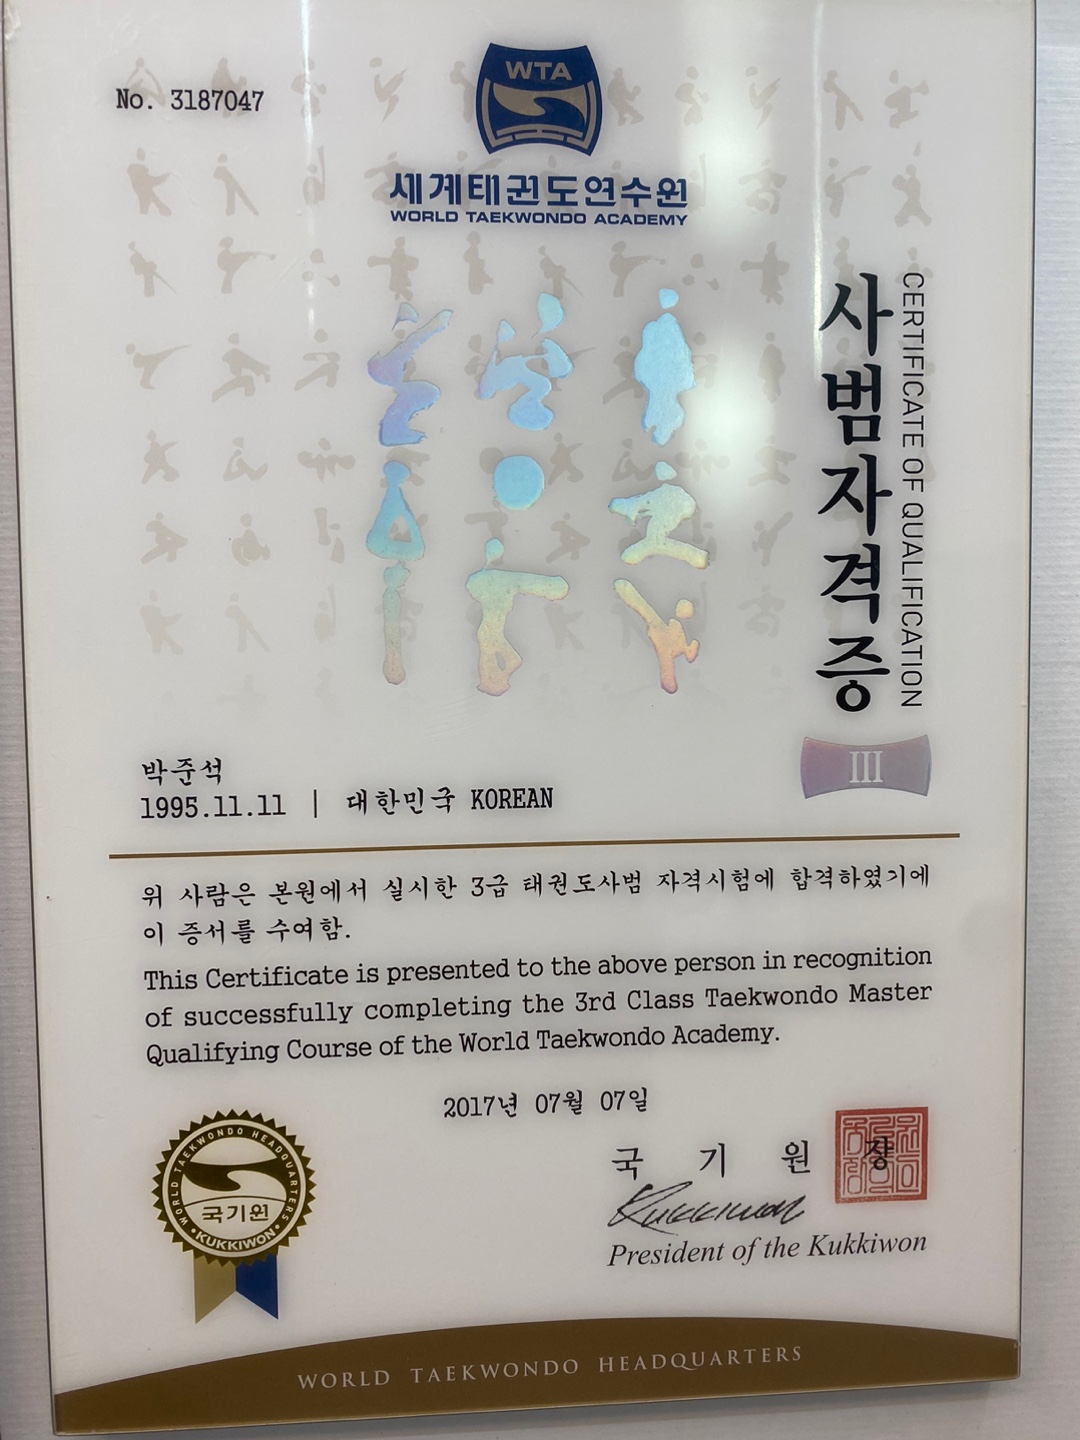 No. 3187047
WTA
세계태권도연수원
WORLD TAEKWONDO ACADEMY
사범자격증
CERTIFICATE OF QUALIFICATION
III
박준석
1995.11.11 | 대한민국 KOREAN
위 사람은 본원에서 실시한 3급 태권도사범 자격시험에 합격하였기에
이 증서를 수여함.
This Certificate is presented to the above person in recognition
of successfully completing the 3rd Class Taekwondo Master
Qualifying Course of the World Taekwondo Academy.
2017년 07월 07일
국 기 원 장
Kukkiwon
President of the Kukkiwon
WORLD TAEKWONDO HEADQUARTERS
국기원
KUKKIWON
WORLD TAEKWONDO HEADQUARTERS